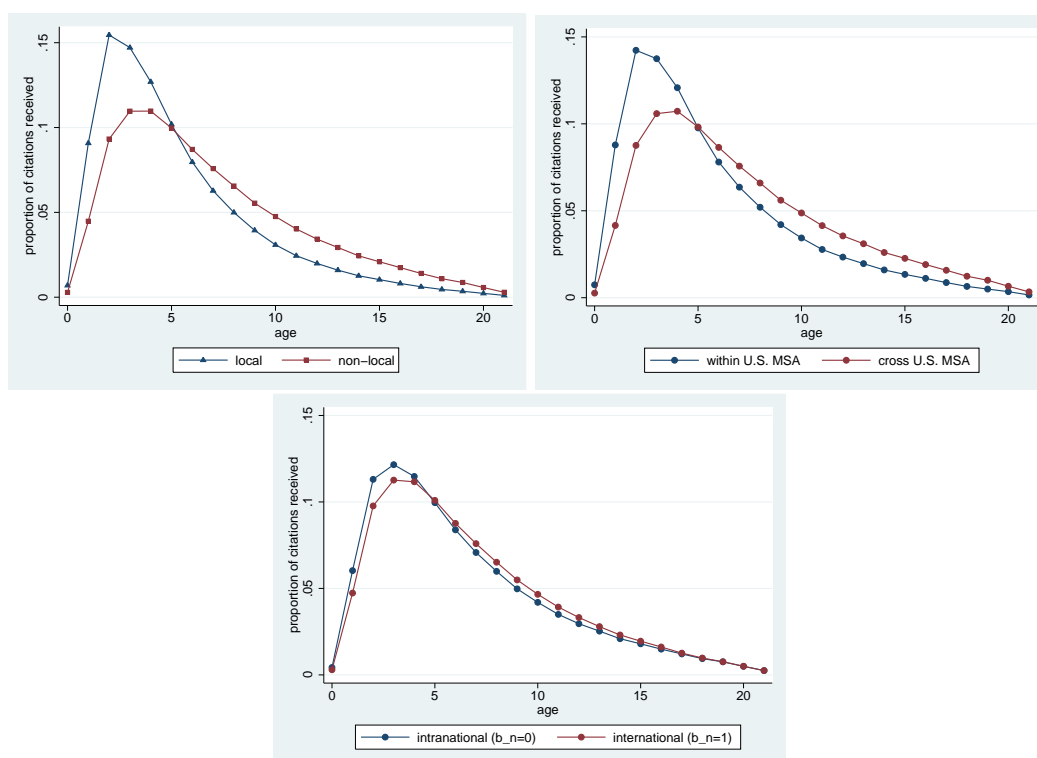 proportion of citations received
.15
.1
.05
0
0 5 10 15 20
age
local non−local
proportion of citations received
.15
.1
.05
0
0 5 10 15 20
age
within U.S. MSA cross U.S. MSA
proportion of citations received
.15
.1
.05
0
0 5 10 15 20
age
intranational (b_n=0) international (b_n=1)